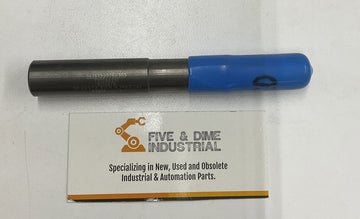 FIVE & DIME
INDUSTRIAL
Specializing in New, Used and Obsolete
Industrial & Automation Parts.